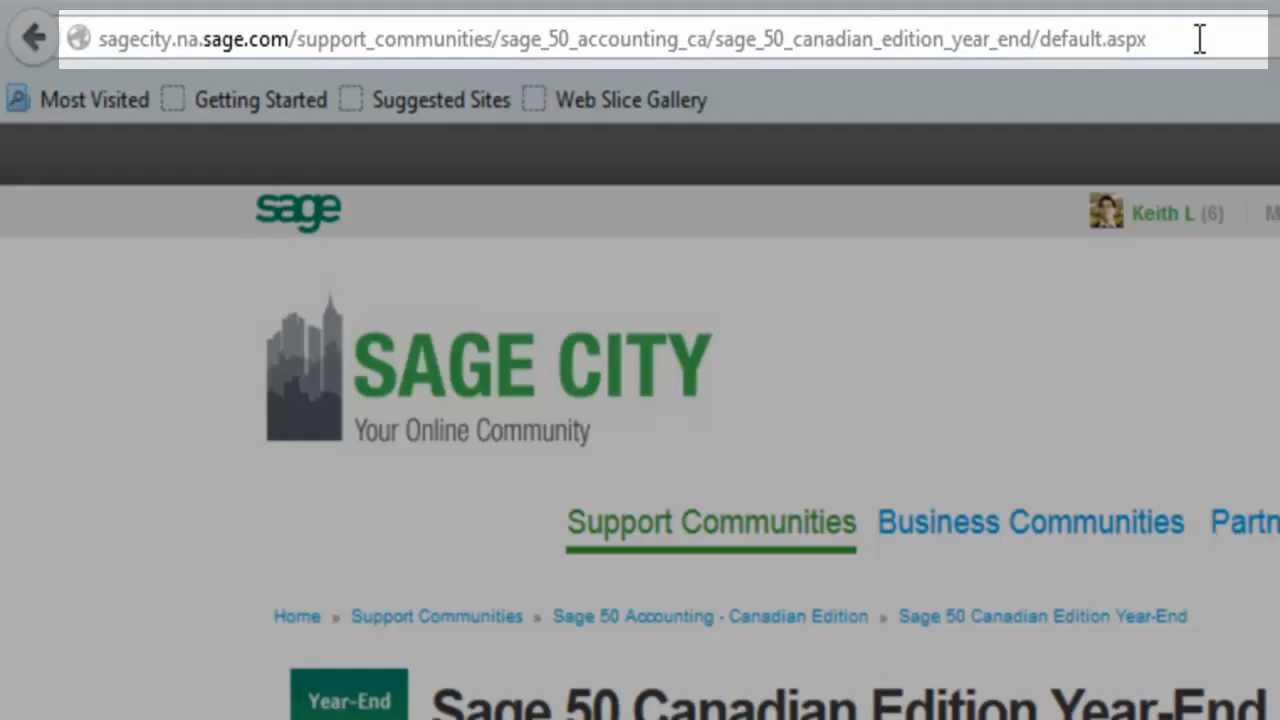 sagecity.na.sage.com/support_communities/sage_50_accounting_ca/sage_50_canadian_edition_year_end/default.aspx
Most Visited Getting Started Suggested Sites Web Slice Gallery
sage Keith L (6) M
SAGE CITY
Your Online Community
Support Communities Business Communities Partn
Home » Support Communities » Sage 50 Accounting - Canadian Edition » Sage 50 Canadian Edition Year-End
Year-End Sage 50 Canadian Edition Year-End